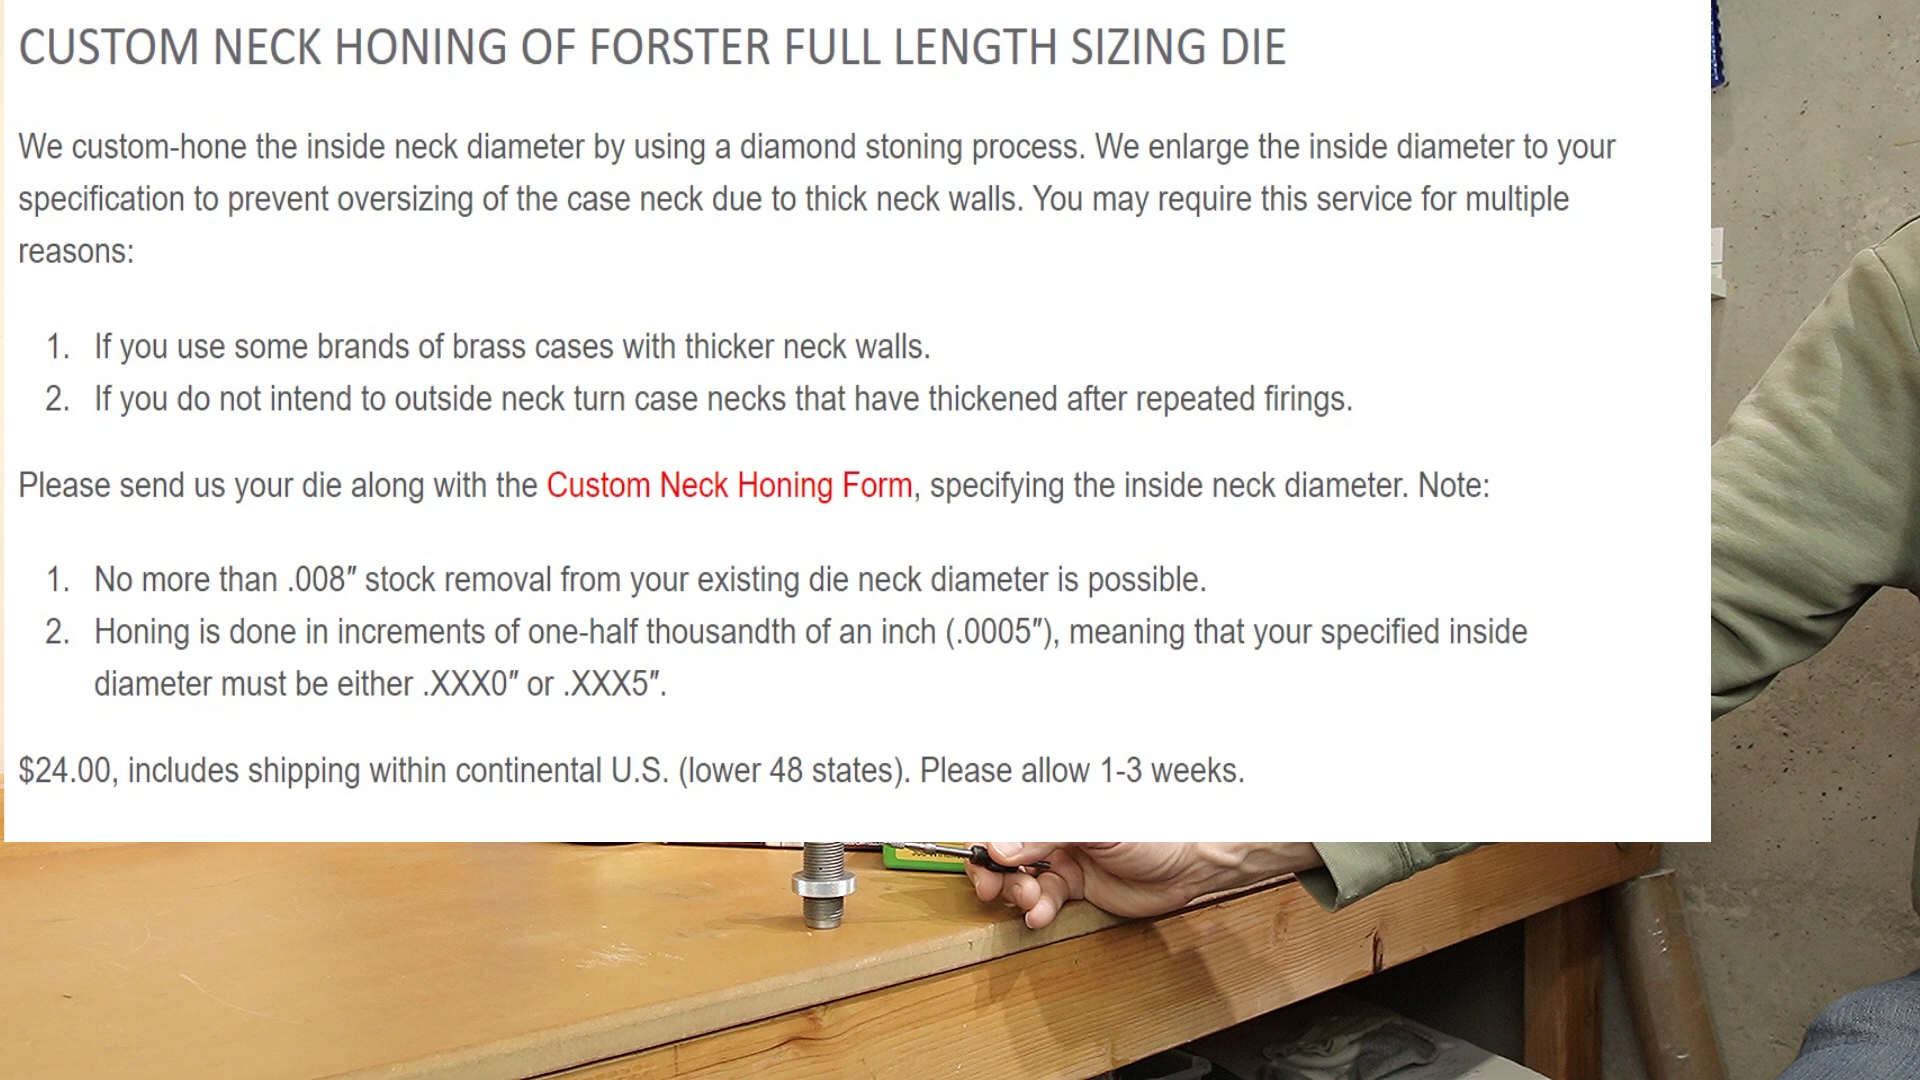 CUSTOM NECK HONING OF FORSTER FULL LENGTH SIZING DIE
We custom-hone the inside neck diameter by using a diamond stoning process. We enlarge the inside diameter to your
specification to prevent oversizing of the case neck due to thick neck walls. You may require this service for multiple
reasons:
1. If you use some brands of brass cases with thicker neck walls.
2. If you do not intend to outside neck turn case necks that have thickened after repeated firings.
Please send us your die along with the Custom Neck Honing Form, specifying the inside neck diameter. Note:
1. No more than .008″ stock removal from your existing die neck diameter is possible.
2. Honing is done in increments of one-half thousandth of an inch (.0005″), meaning that your specified inside
diameter must be either .XXX0″ or .XXX5″.
$24.00, includes shipping within continental U.S. (lower 48 states). Please allow 1-3 weeks.